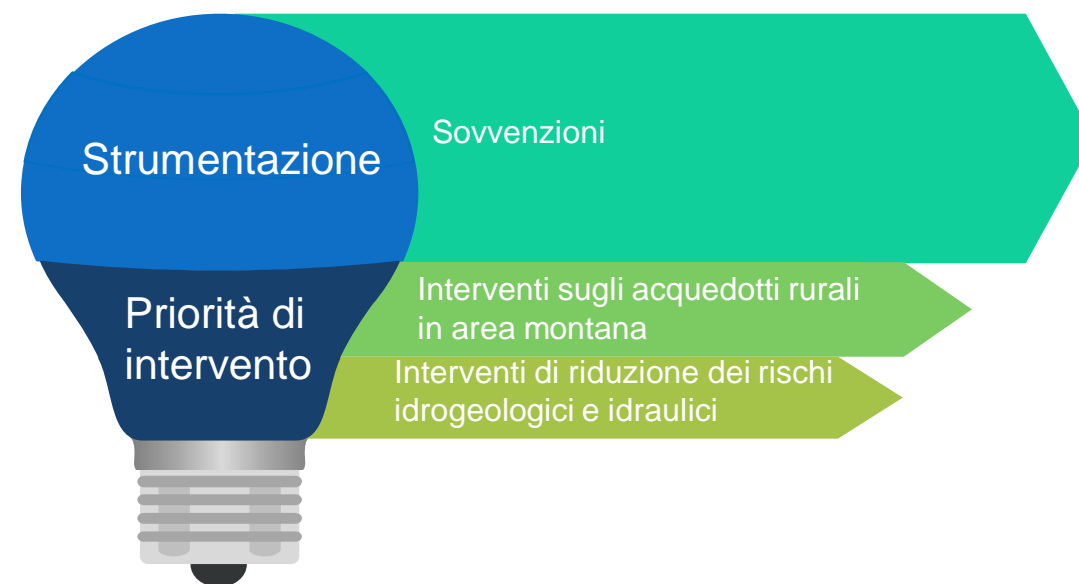 Strumentazione
Sovvenzioni
Priorità di
intervento
Interventi sugli acquedotti rurali
in area montana
Interventi di riduzione dei rischi
idrogeologici e idraulici